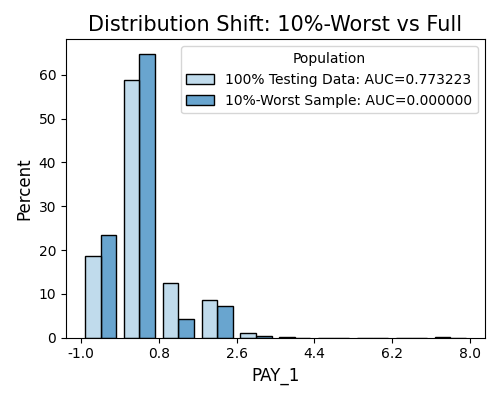 Distribution Shift: 10%-Worst vs Full
Population
100% Testing Data: AUC=0.773223
10%-Worst Sample: AUC=0.000000
Percent
60
50
40
30
20
10
0
-1.0 0.8 2.6 4.4 6.2 8.0
PAY_1